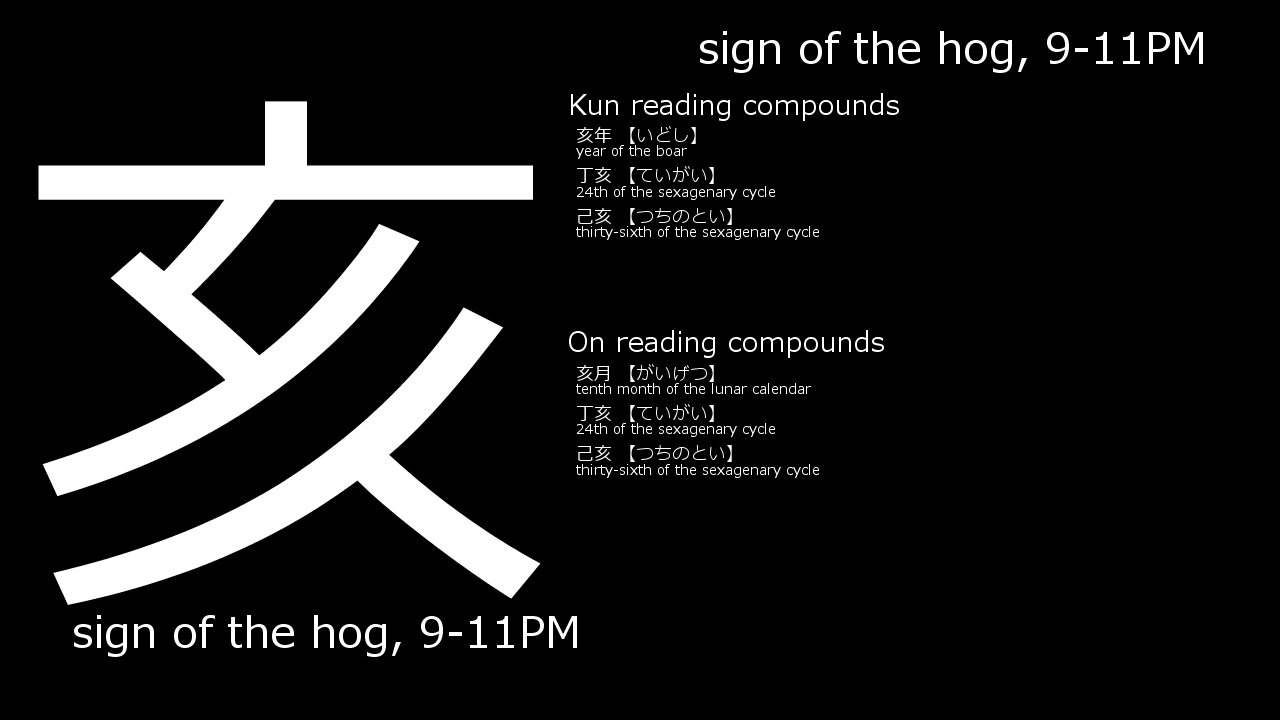 亥
sign of the hog, 9-11PM
sign of the hog, 9-11PM
Kun reading compounds
亥年 【いどし】
year of the boar
丁亥 【ていがい】
24th of the sexagenary cycle
己亥 【つちのとい】
thirty-sixth of the sexagenary cycle
On reading compounds
亥月 【がいげつ】
tenth month of the lunar calendar
丁亥 【ていがい】
24th of the sexagenary cycle
己亥 【つちのとい】
thirty-sixth of the sexagenary cycle